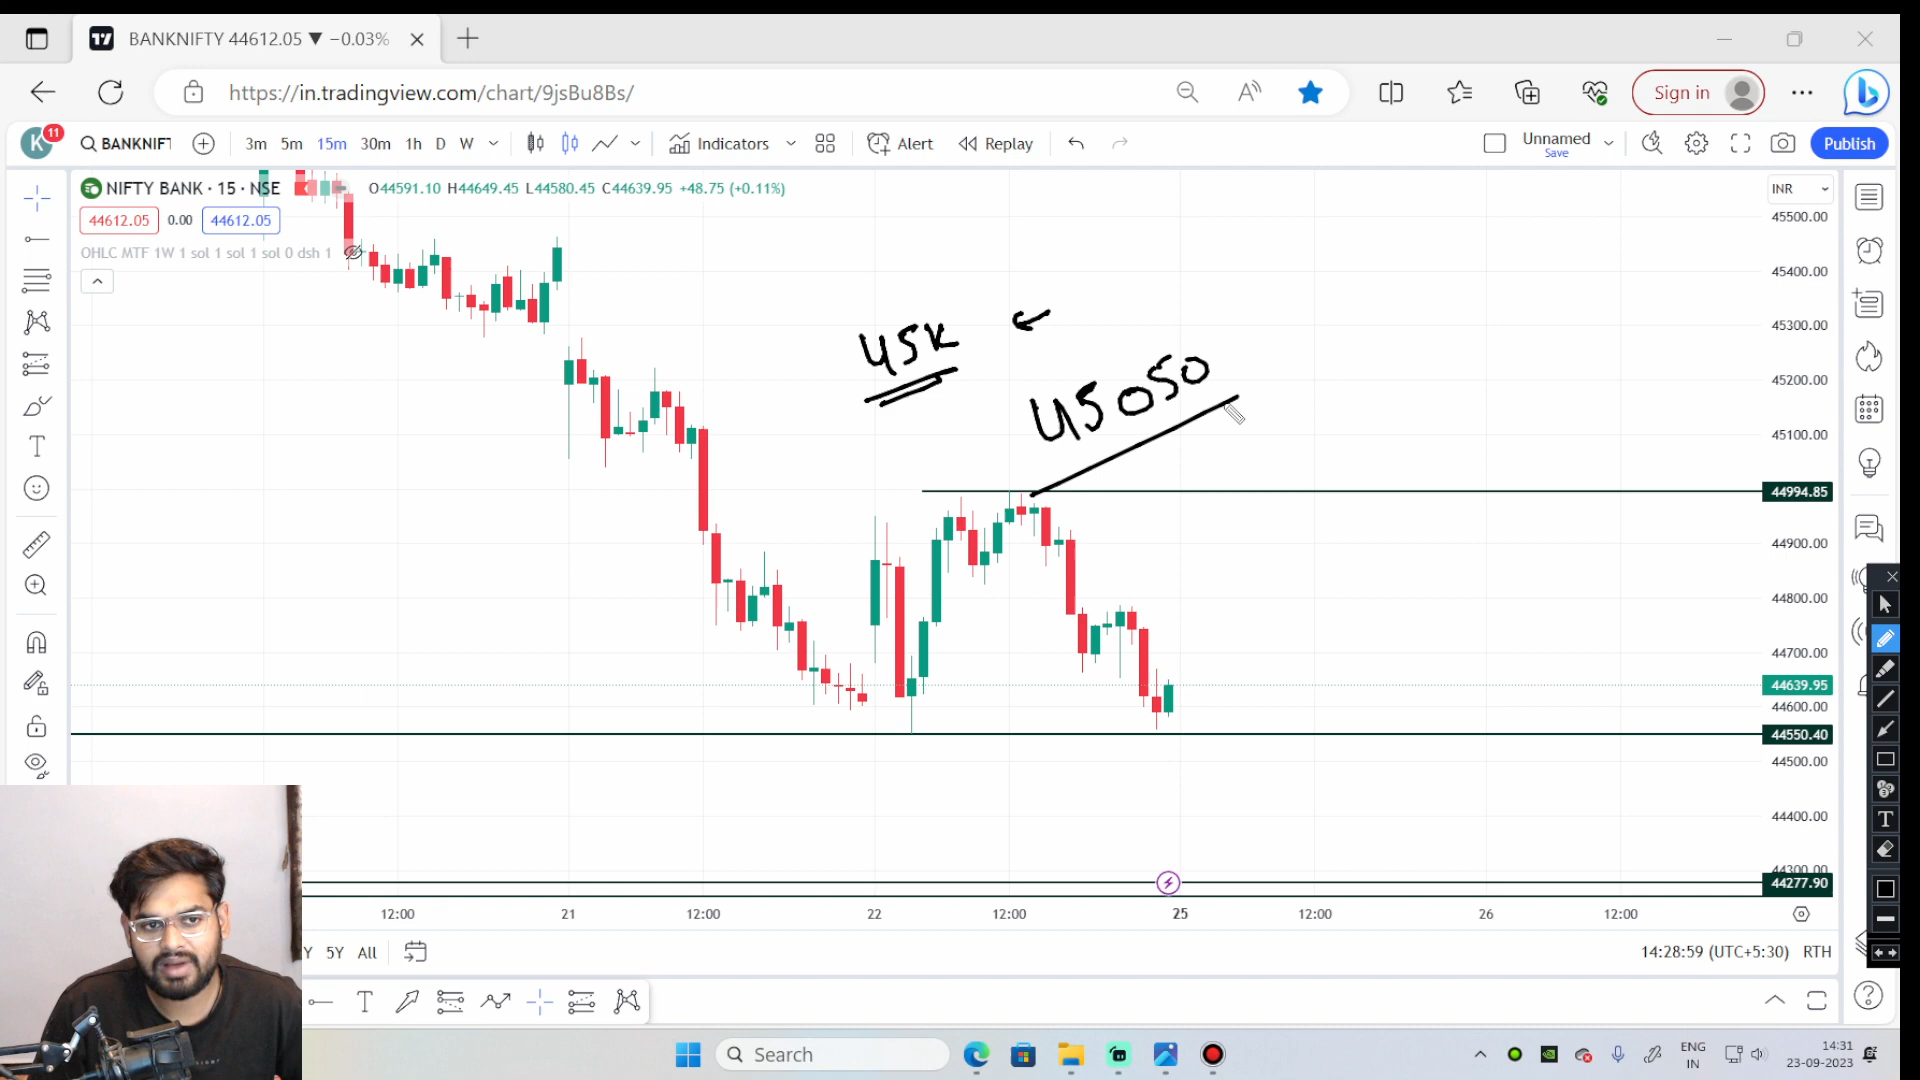 BANKNIFTY 44612.05 ▼ −0.03%
https://in.tradingview.com/chart/9jsBu8Bs/
Sign in
K 11
BANKNIFT
3m 5m 15m 30m 1h D W
Indicators
Alert
Replay
Unnamed
Save
Publish
NIFTY BANK · 15 · NSE
O44591.10 H44649.45 L44580.45 C44639.95 +48.75 (+0.11%)
INR
44612.05 0.00 44612.05
OHLC MTF 1W 1 sol 1 sol 1 sol 0 dsh 1
45500.00
45400.00
45300.00
45200.00
45100.00
44994.85
44900.00
44800.00
44700.00
44639.95
44600.00
44550.40
44500.00
44400.00
44300.00
44277.90
45K
45050
12:00 21 12:00 22 12:00 25 12:00 26 12:00
Y 5Y All
14:28:59 (UTC+5:30) RTH
Search
ENG
IN
14:31
23-09-2023